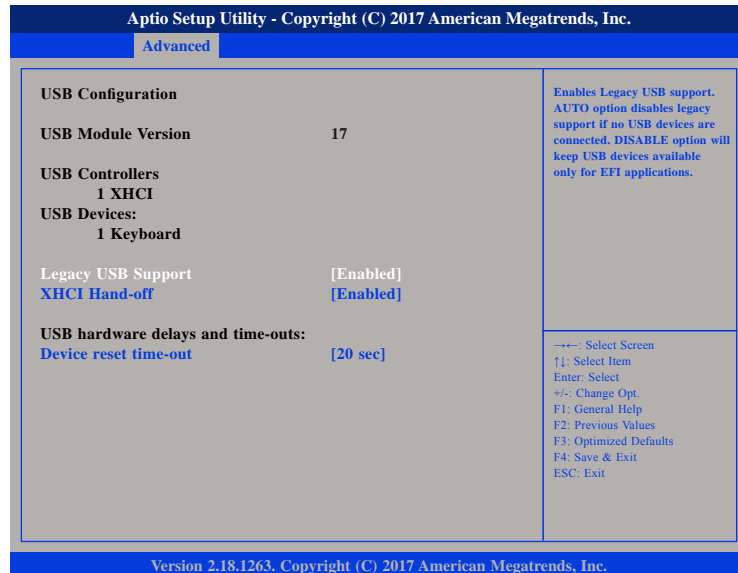 Aptio Setup Utility - Copyright (C) 2017 American Megatrends, Inc.
Advanced
USB Configuration
USB Module Version 17
USB Controllers
1 XHCI
USB Devices:
1 Keyboard
Legacy USB Support [Enabled]
XHCI Hand-off [Enabled]
USB hardware delays and time-outs:
Device reset time-out [20 sec]
Enables Legacy USB support.
AUTO option disables legacy
support if no USB devices are
connected. DISABLE option will
keep USB devices available
only for EFI applications.
→←: Select Screen
↑↓: Select Item
Enter: Select
+/-: Change Opt.
F1: General Help
F2: Previous Values
F3: Optimized Defaults
F4: Save & Exit
ESC: Exit
Version 2.18.1263. Copyright (C) 2017 American Megatrends, Inc.